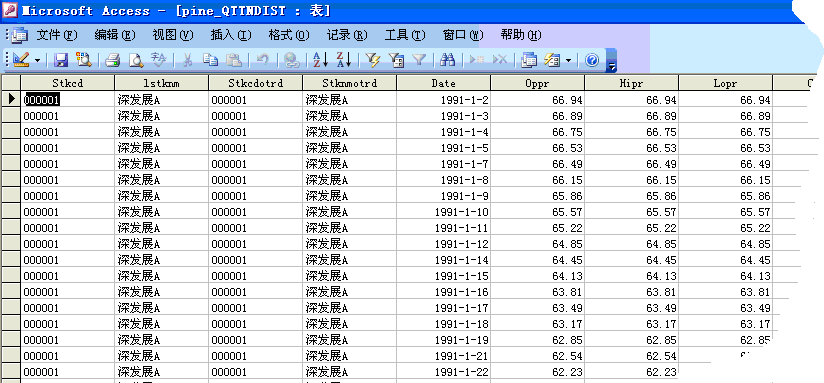 Microsoft Access - [pine_QTTNDIST : 表]
文件(F) 编辑(E) 视图(V) 插入(I) 格式(O) 记录(R) 工具(T) 窗口(W) 帮助(H)
Stkcd lstknm Stkcdotrd Stknmotrd Date Oppr Hipr Lopr
000001 深发展A 000001 深发展A 1991-1-2 66.94 66.94 66.94
000001 深发展A 000001 深发展A 1991-1-3 66.89 66.89 66.89
000001 深发展A 000001 深发展A 1991-1-4 66.75 66.75 66.75
000001 深发展A 000001 深发展A 1991-1-5 66.53 66.53 66.53
000001 深发展A 000001 深发展A 1991-1-7 66.49 66.49 66.49
000001 深发展A 000001 深发展A 1991-1-8 66.15 66.15 66.15
000001 深发展A 000001 深发展A 1991-1-9 65.86 65.86 65.86
000001 深发展A 000001 深发展A 1991-1-10 65.57 65.57 65.57
000001 深发展A 000001 深发展A 1991-1-11 65.22 65.22 65.22
000001 深发展A 000001 深发展A 1991-1-12 64.85 64.85 64.85
000001 深发展A 000001 深发展A 1991-1-14 64.45 64.45 64.45
000001 深发展A 000001 深发展A 1991-1-15 64.13 64.13 64.13
000001 深发展A 000001 深发展A 1991-1-16 63.81 63.81 63.81
000001 深发展A 000001 深发展A 1991-1-17 63.49 63.49 63.49
000001 深发展A 000001 深发展A 1991-1-18 63.17 63.17 63.17
000001 深发展A 000001 深发展A 1991-1-19 62.85 62.85 62.85
000001 深发展A 000001 深发展A 1991-1-21 62.54 62.54
000001 深发展A 000001 深发展A 1991-1-22 62.23 62.23